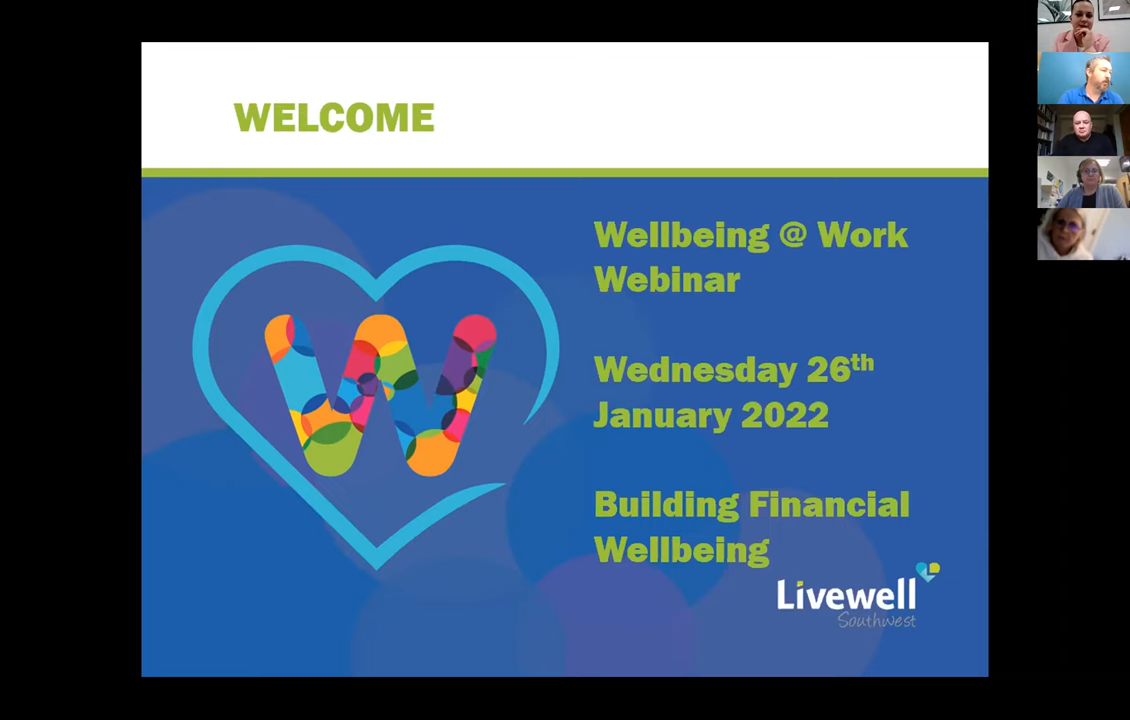 WELCOME
Wellbeing @ Work
Webinar
Wednesday 26th
January 2022
Building Financial
Wellbeing
W
Livewell
Southwest